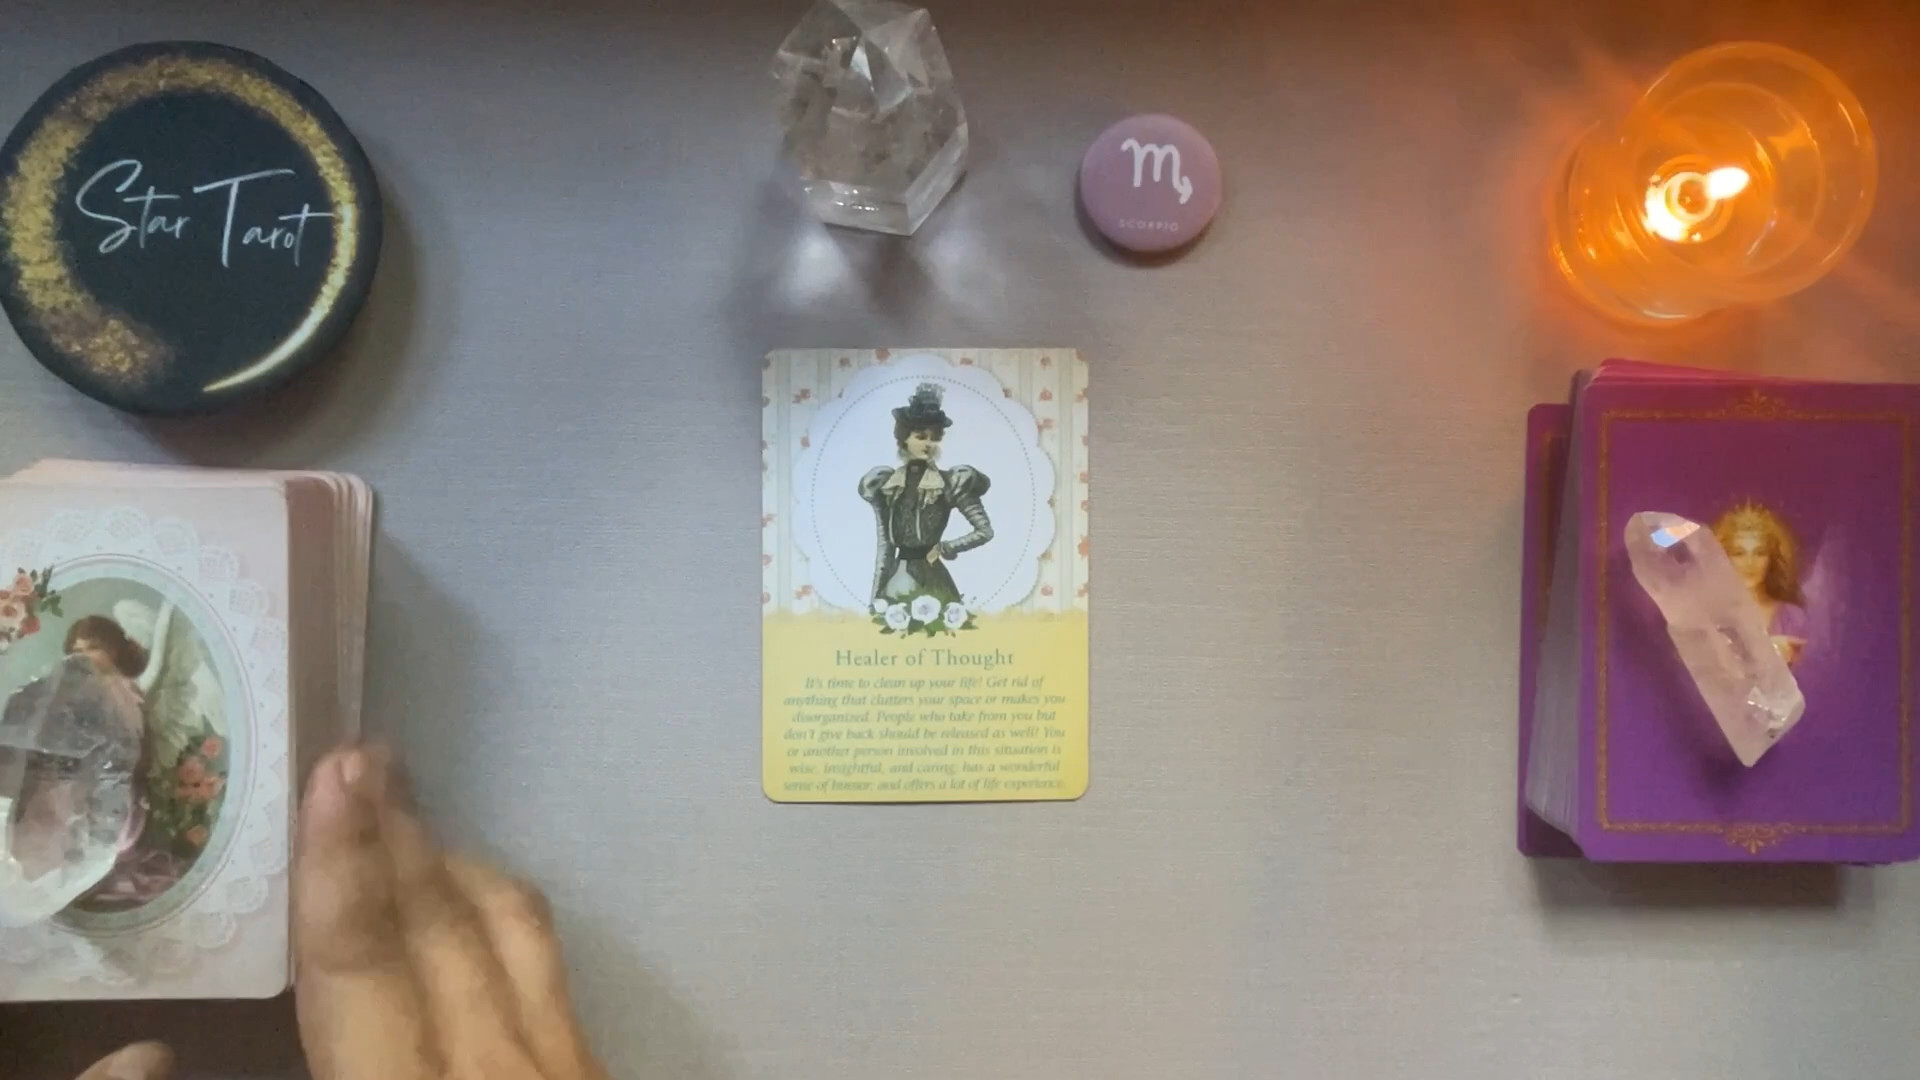 Star Tarot
SCORPIO
Healer of Thought
It's time to clean up your life! Get rid of
anything that clutters your space or makes you
disorganized. People who take from you but
don't give back should be released as well! You
or another person involved in this situation is
wise, insightful, and caring; has a wonderful
sense of humor; and offers a lot of life experience.